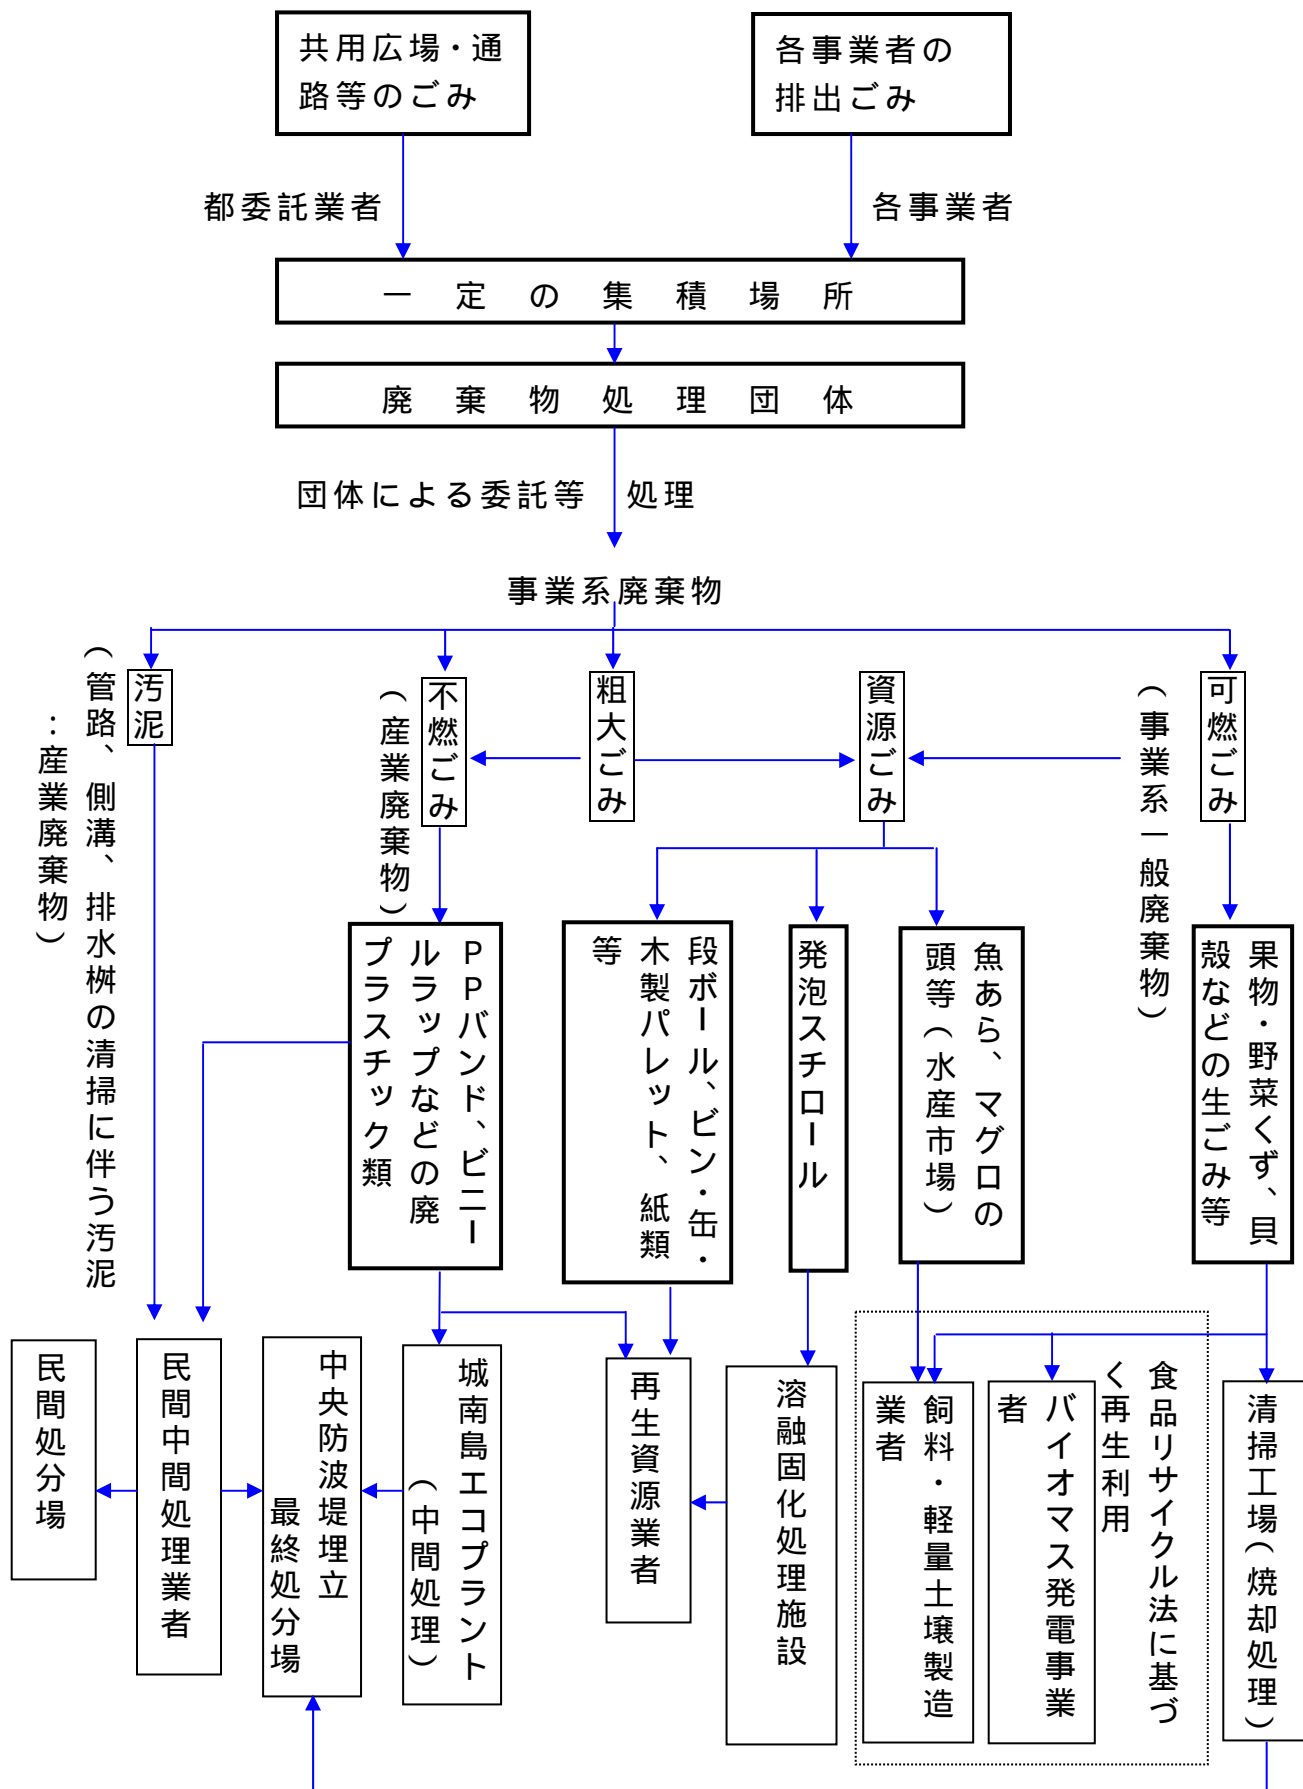 共用広場・通
路等のごみ
各事業者の
排出ごみ
都委託業者
各事業者
一定の集積場所
廃棄物処理団体
団体による委託等
処理
事業系廃棄物
汚泥
（管路、側溝、排水桝の清掃に伴う汚泥
：産業廃棄物）
不燃ごみ
（産業廃棄物）
粗大ごみ
資源ごみ
可燃ごみ
（事業系一般廃棄物）
ＰＰバンド、ビニー
ルラップなどの廃
プラスチック類
段ボール、ビン・缶・
木製パレット、紙類
等
発泡スチロール
魚あら、マグロの
頭等（水産市場）
果物・野菜くず、貝
殻などの生ごみ等
民間処分場
民間中間処理業者
中央防波堤埋立
最終処分場
城南島エコプラント
（中間処理）
再生資源業者
溶融固化処理施設
飼料・軽量土壌製造
業者
バイオマス発電事業
者
食品リサイクル法に基づ
く再生利用
清掃工場（焼却処理）